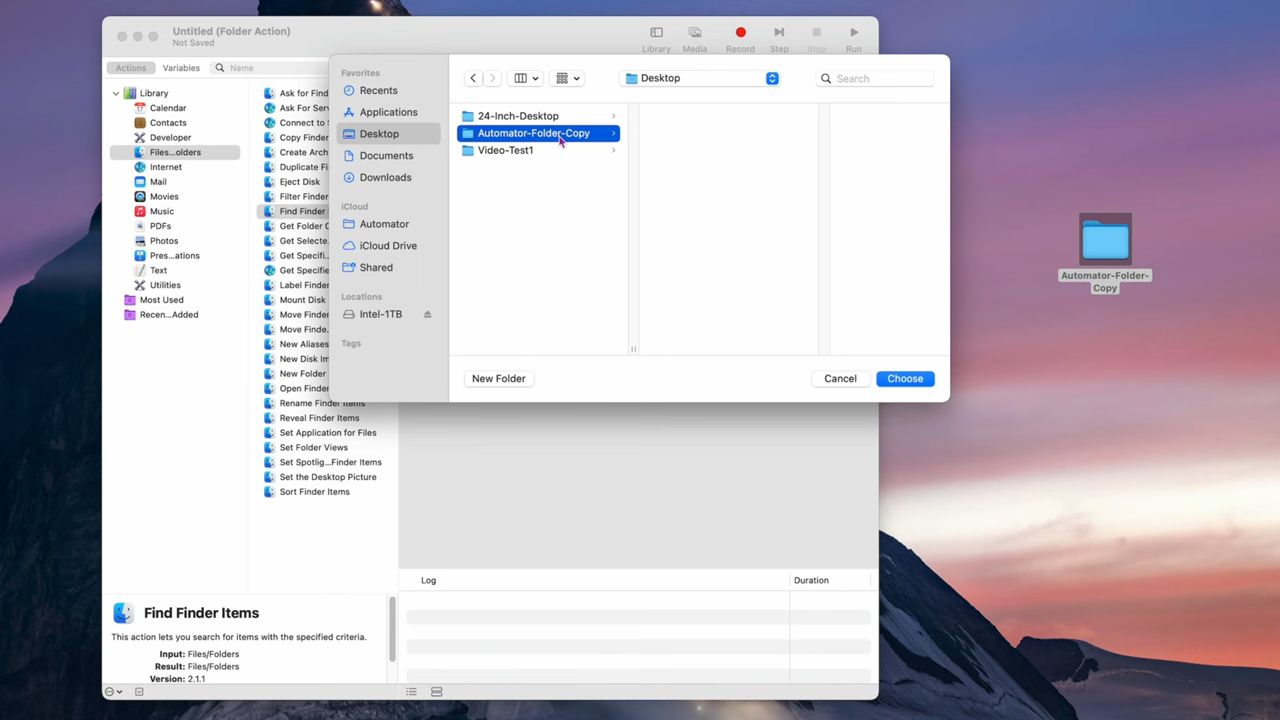 Untitled (Folder Action)
Not Saved
Library
Media
Record
Step
Stop
Run
Actions
Variables
Name
Library
Calendar
Contacts
Developer
Files...olders
Internet
Mail
Movies
Music
PDFs
Photos
Pres...ations
Text
Utilities
Most Used
Recen...Added
Ask for Find
Ask For Serv
Connect to
Copy Finder
Create Arch
Duplicate Fi
Eject Disk
Filter Finder
Find Finder
Get Folder C
Get Selecte
Get Specifi
Get Specifie
Label Finder
Mount Disk
Move Finder
Move Finde.
New Aliases
New Disk Im
New Folder
Open Finder
Rename Finder Items
Reveal Finder Items
Set Application for Files
Set Folder Views
Set Spotlig...Finder Items
Set the Desktop Picture
Sort Finder Items
Favorites
Recents
Applications
Desktop
Documents
Downloads
iCloud
Automator
iCloud Drive
Shared
Locations
Intel-1TB
Tags
Desktop
Search
24-Inch-Desktop
Automator-Folder-Copy
Video-Test1
New Folder
Cancel
Choose
Automator-Folder-
Copy
Log
Duration
Find Finder Items
This action lets you search for items with the specified criteria.
Input: Files/Folders
Result: Files/Folders
Version: 2.1.1